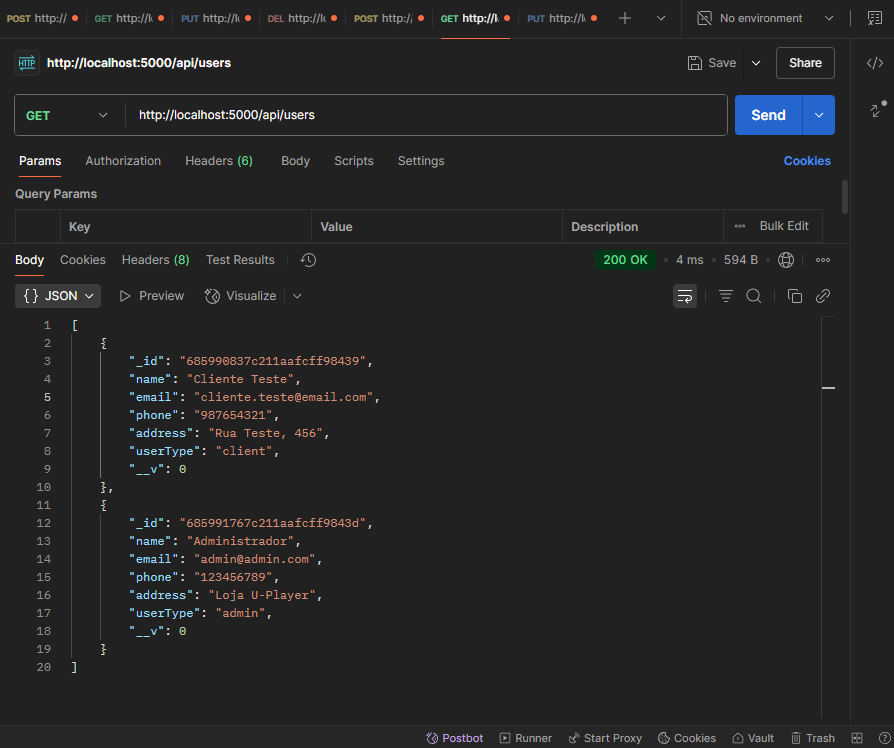 POST http:// GET http://l PUT http://l DEL http://l POST http:/ GET http://l PUT http://l No environment
HTTP http://localhost:5000/api/users Save Share
GET http://localhost:5000/api/users Send
Params Authorization Headers (6) Body Scripts Settings Cookies
Query Params
Key Value Description Bulk Edit
Body Cookies Headers (8) Test Results 200 OK 4 ms 594 B
{} JSON Preview Visualize
1 [
2 {
3 "_id": "685990837c211aafcff98439",
4 "name": "Cliente Teste",
5 "email": "cliente.teste@email.com",
6 "phone": "987654321",
7 "address": "Rua Teste, 456",
8 "userType": "client",
9 "__v": 0
10 },
11 {
12 "_id": "685991767c211aafcff9843d",
13 "name": "Administrador",
14 "email": "admin@admin.com",
15 "phone": "123456789",
16 "address": "Loja U-Player",
17 "userType": "admin",
18 "__v": 0
19 }
20 ]
Postbot Runner Start Proxy Cookies Vault Trash